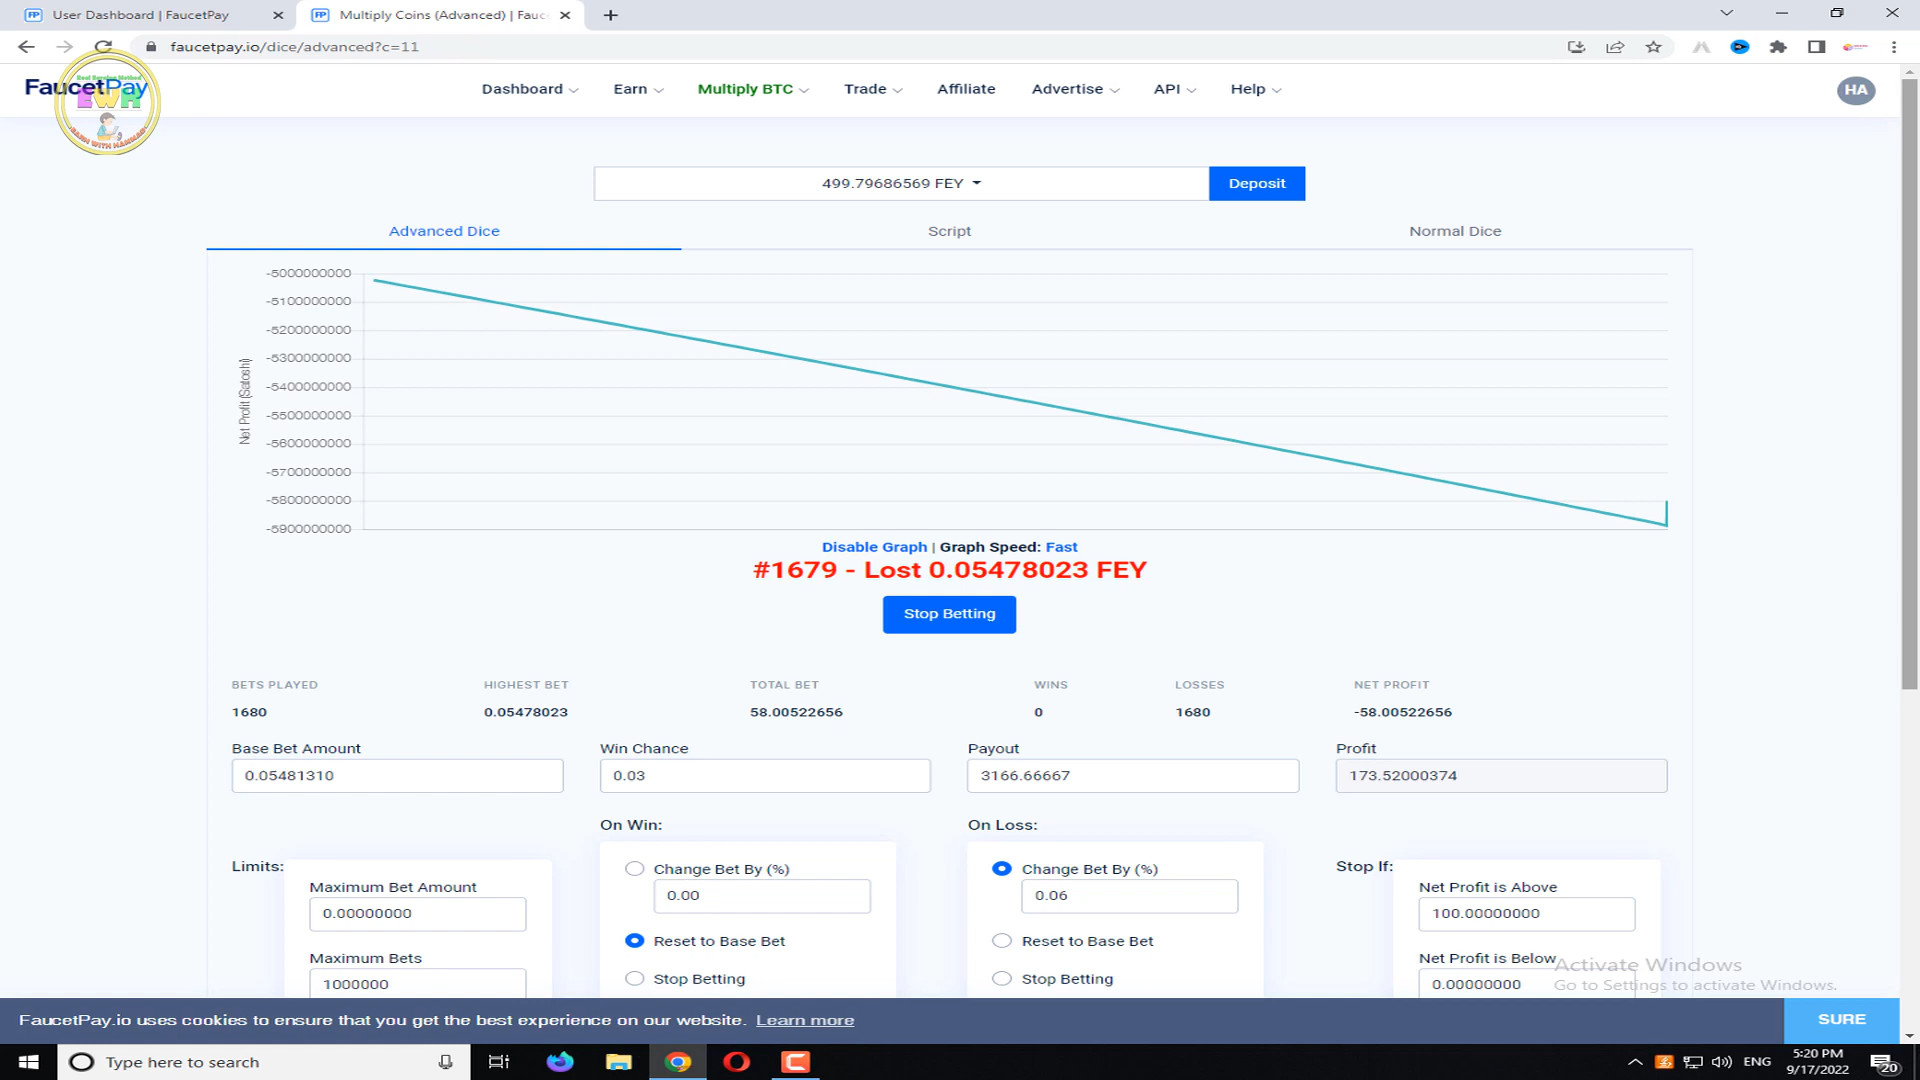 User Dashboard | FaucetPay
Multiply Coins (Advanced) | Fauc
faucetpay.io/dice/advanced?c=11
FaucetPay
Real Earning Method
EWH
EARN WITH HAMMAD
Dashboard
Earn
Multiply BTC
Trade
Affiliate
Advertise
API
Help
HA
499.79686569 FEY
Deposit
Advanced Dice
Script
Normal Dice
-5000000000
-5100000000
-5200000000
-5300000000
-5400000000
-5500000000
-5600000000
-5700000000
-5800000000
-5900000000
Net Profit (Satoshi)
Disable Graph | Graph Speed: Fast
#1679 - Lost 0.05478023 FEY
Stop Betting
BETS PLAYED HIGHEST BET TOTAL BET WINS LOSSES NET PROFIT
1680 0.05478023 58.00522656 0 1680 -58.00522656
Base Bet Amount Win Chance Payout Profit
0.05481310 0.03 3166.66667 173.52000374
On Win: On Loss:
Limits:
Maximum Bet Amount
0.00000000
Maximum Bets
1000000
Change Bet By (%)
0.00
Reset to Base Bet
Stop Betting
Change Bet By (%)
0.06
Reset to Base Bet
Stop Betting
Stop If:
Net Profit is Above
100.00000000
Net Profit is Below
0.00000000
Activate Windows
Go to Settings to activate Windows.
FaucetPay.io uses cookies to ensure that you get the best experience on our website. Learn more
SURE
Type here to search
ENG
5:20 PM
9/17/2022
20